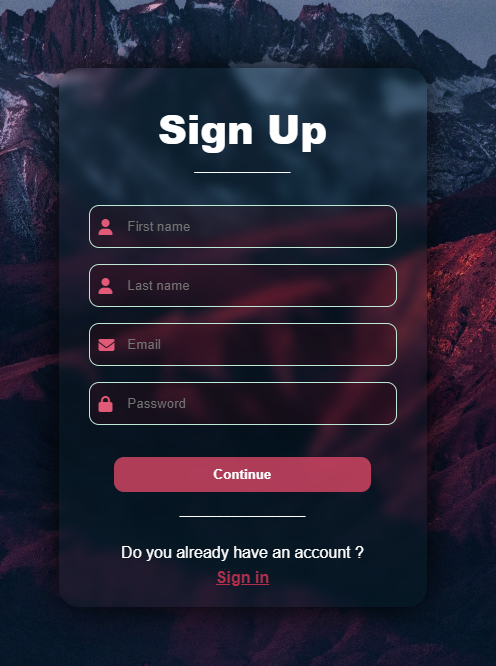 Sign Up
First name
Last name
Email
Password
Continue
Do you already have an account ?
Sign in